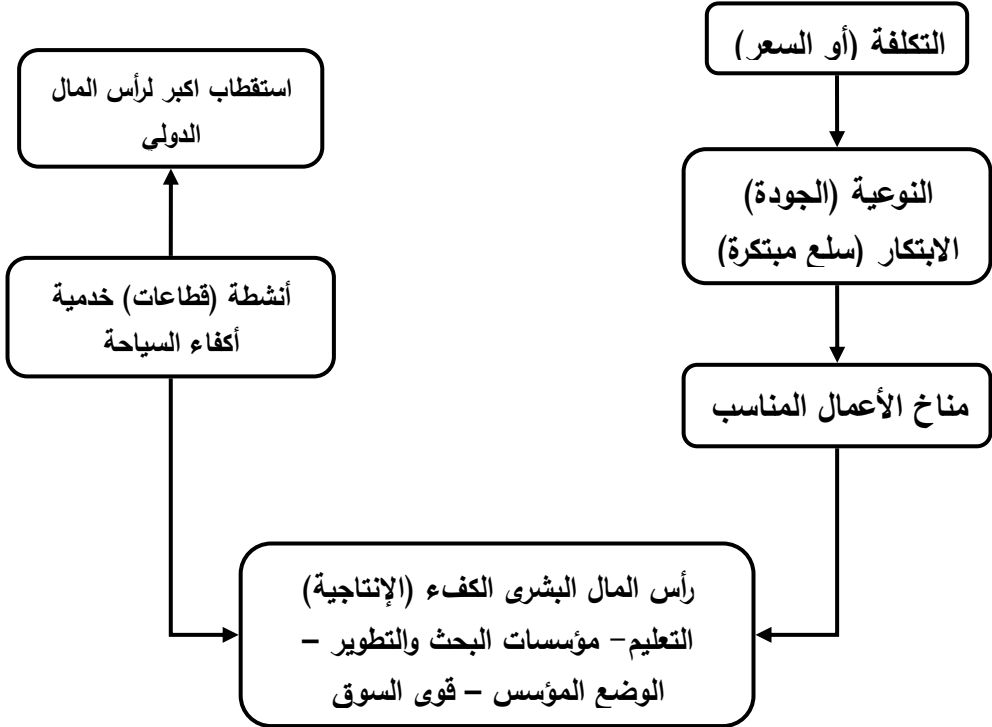 التكلفة (أو السعر)
النوعية (الجودة)
الابتكار (سلع مبتكرة)
مناخ الأعمال المناسب
رأس المال البشرى الكفء (الإنتاجية)
التعليم– مؤسسات البحث والتطوير –
الوضع المؤسس – قوى السوق
أنشطة (قطاعات) خدمية
أكفاء السياحة
استقطاب اكبر لرأس المال
الدولي